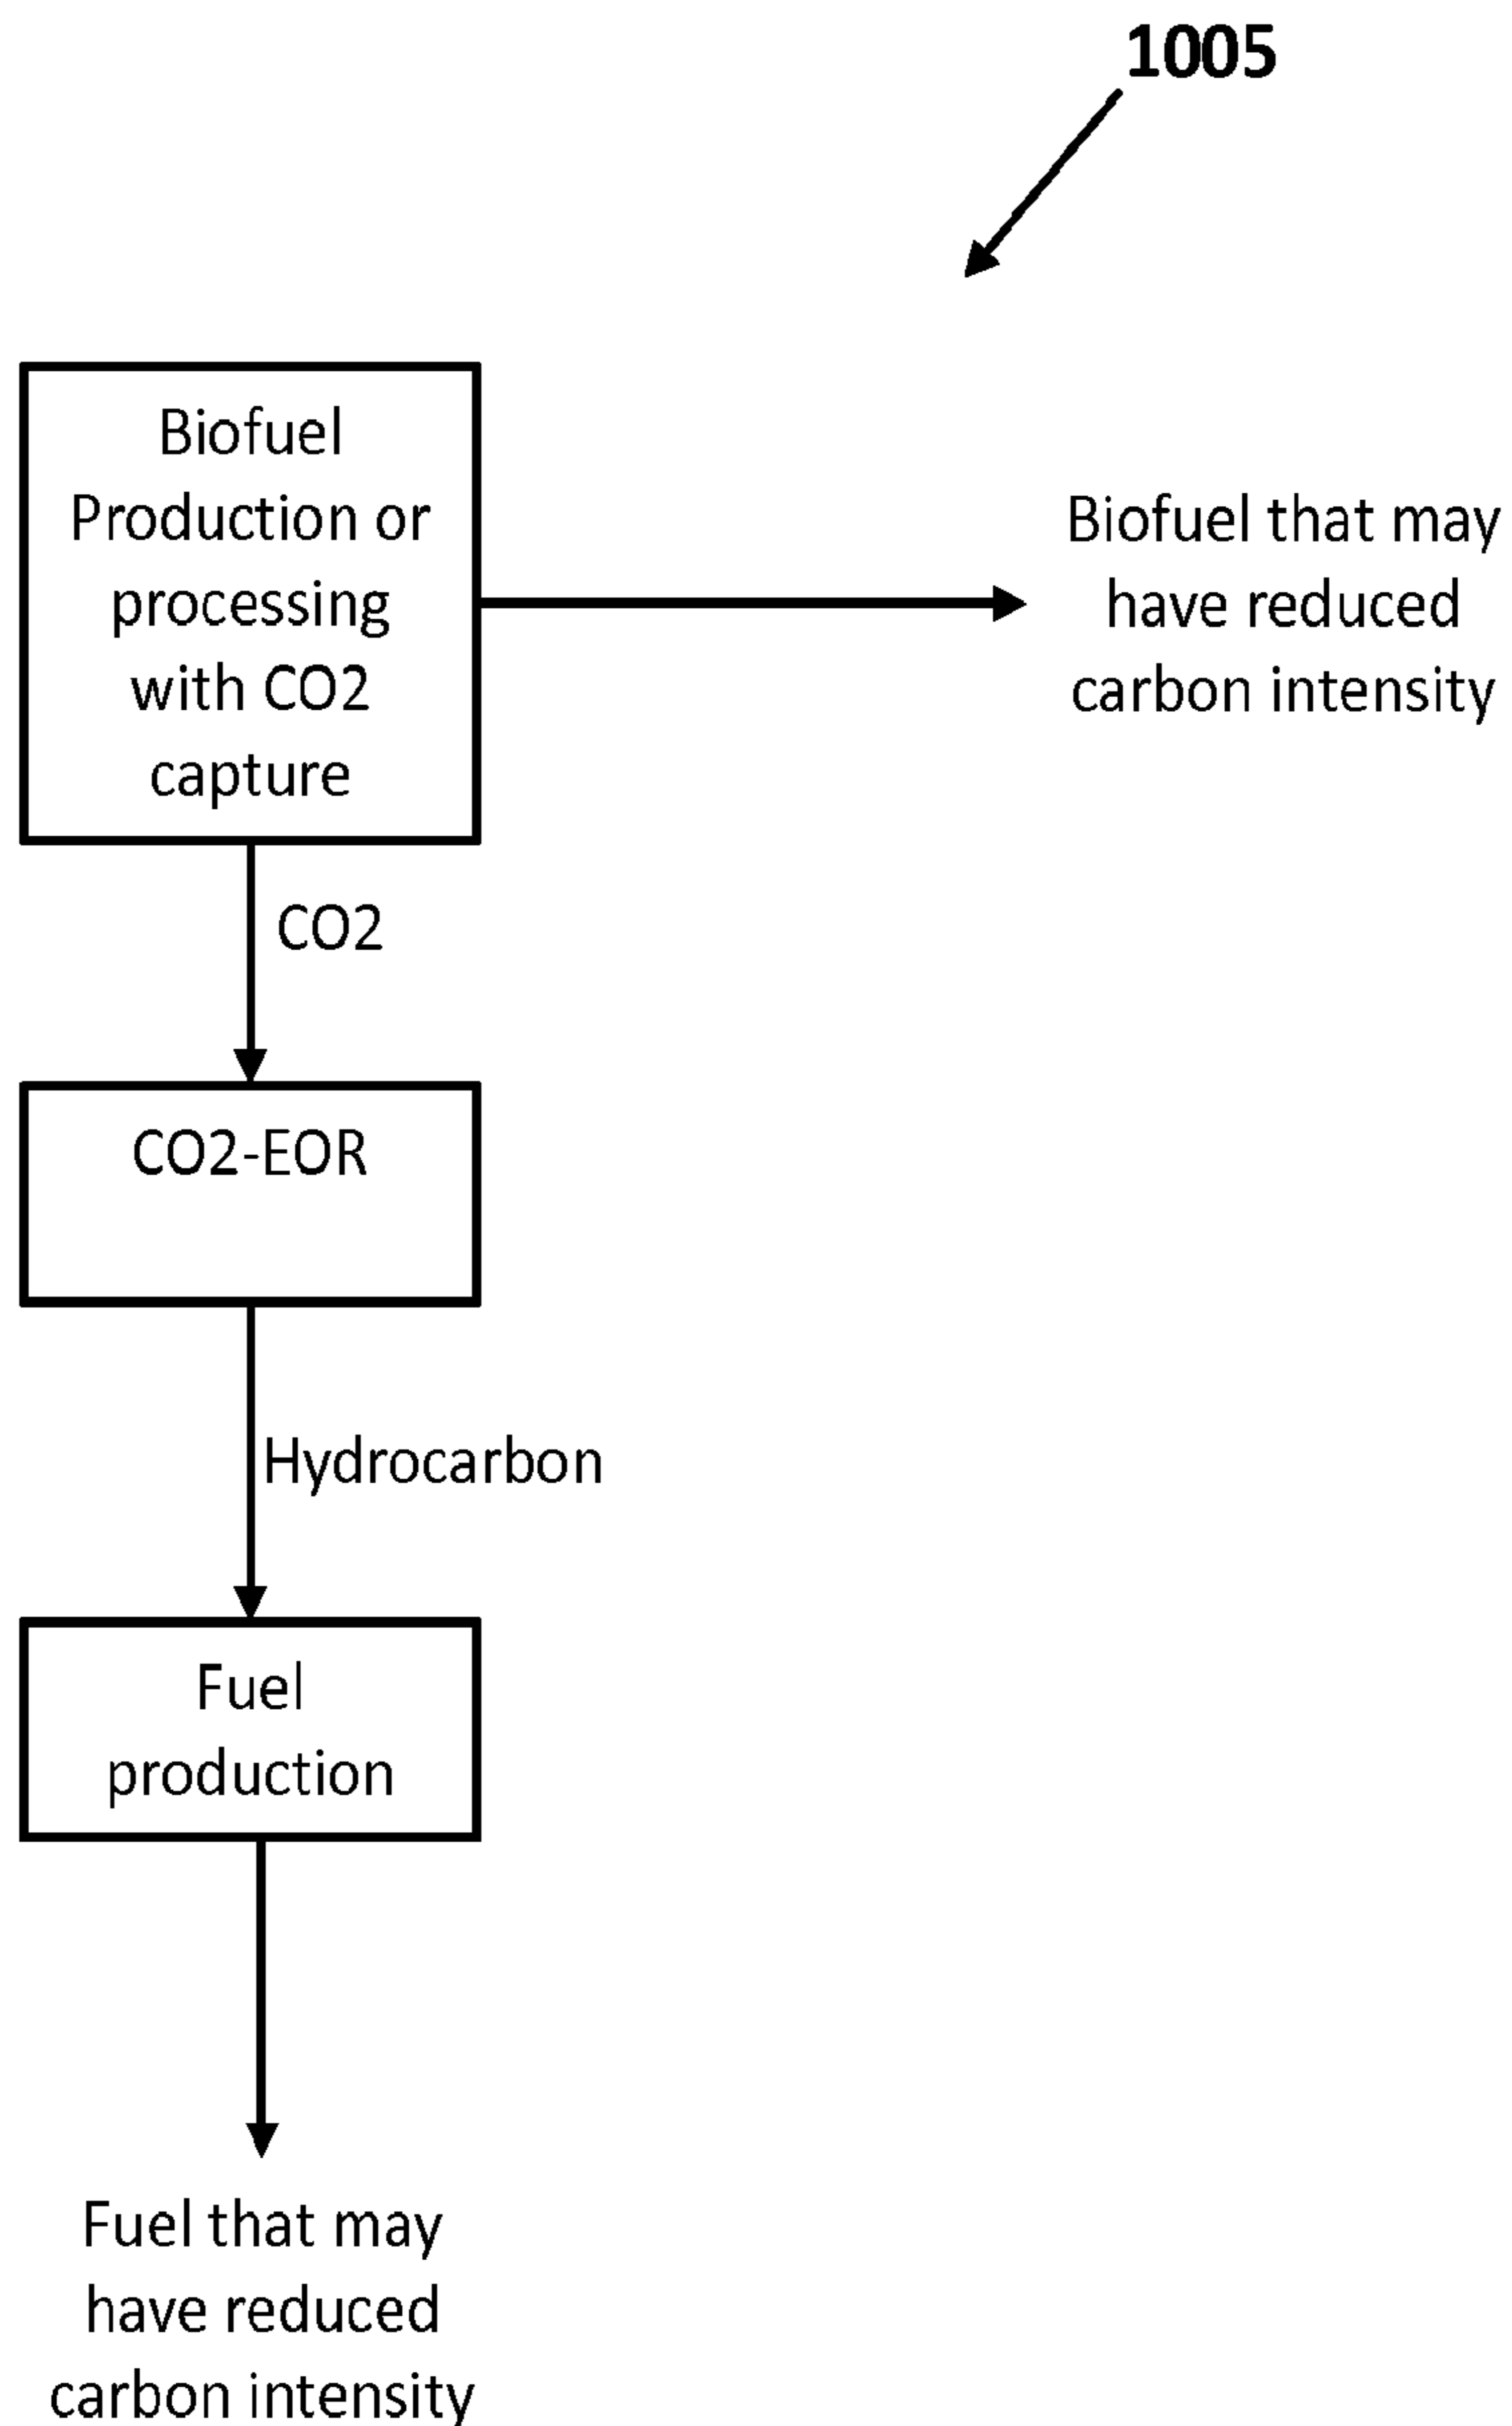 1005
Biofuel
Production or
processing
with CO2
capture
Biofuel that may
have reduced
carbon intensity
CO2
CO2-EOR
Hydrocarbon
Fuel
production
Fuel that may
have reduced
carbon intensity